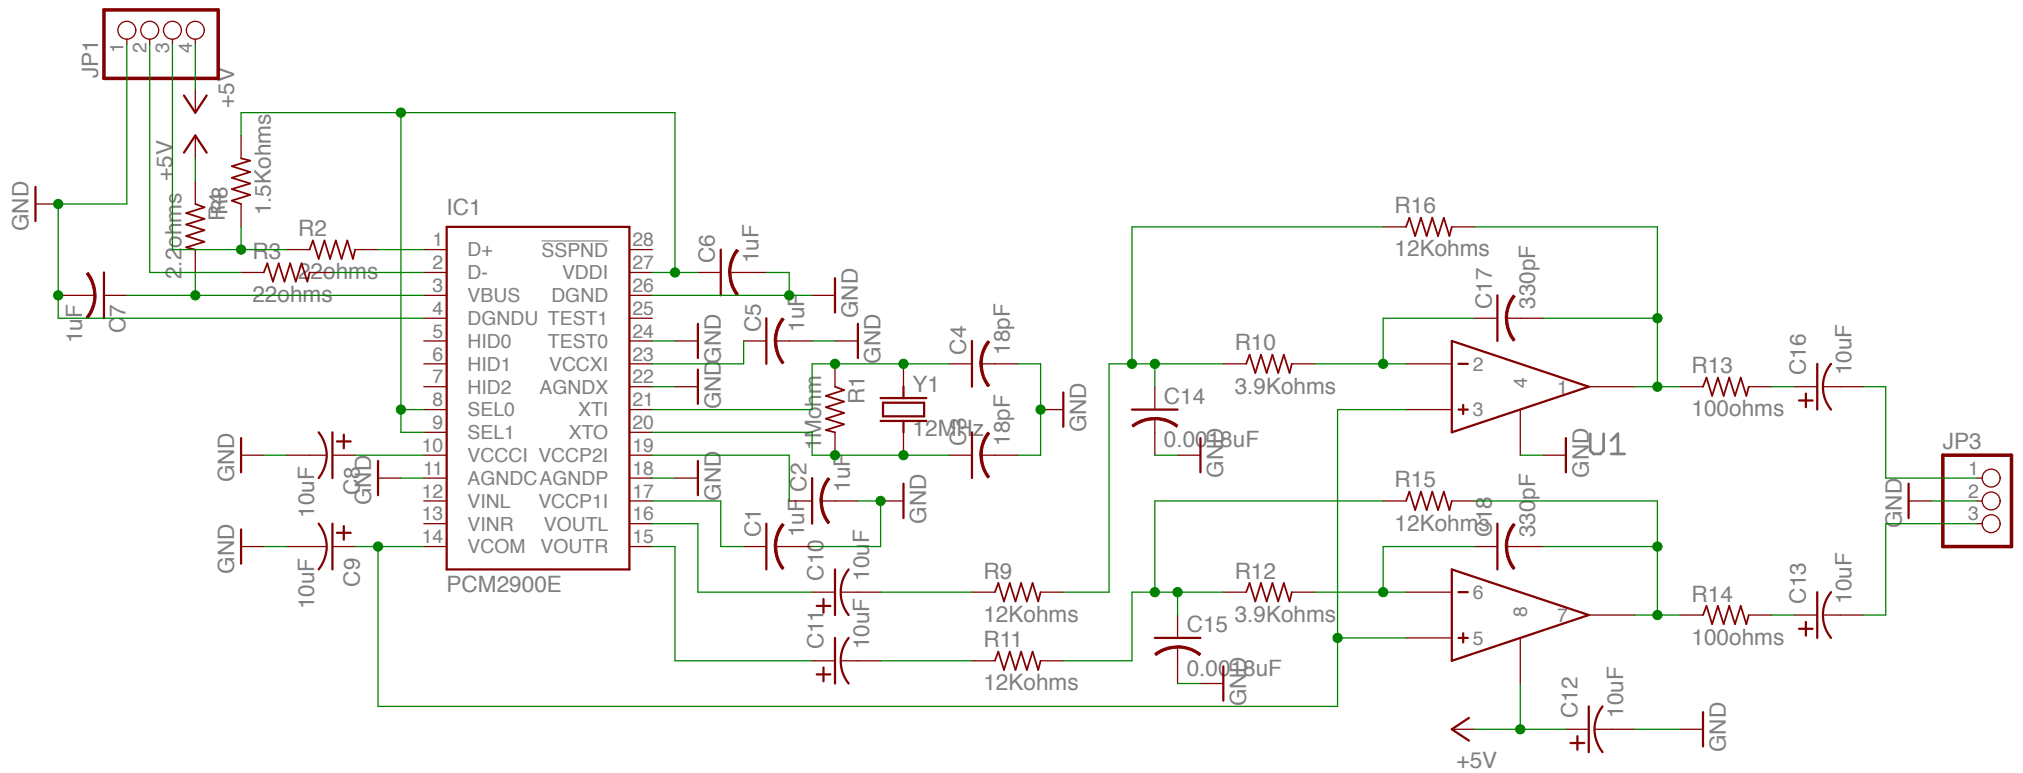 JP1
1
2
3
4
+5V
+5V
GND
2.2ohms
1.5Kohms
R2
22ohms
R3
22ohms
1uF
C7
IC1
1 D+
2 D-
3 VBUS
4 DGNDU
5 HID0
6 HID1
7 HID2
8 SEL0
9 SEL1
10 VCCCI
11 AGNDC
12 VINL
13 VINR
14 VCOM
SSPND 28
VDDI 27
DGND 26
TEST1 25
TEST0 24
VCCXI 23
AGNDX 22
XTI 21
XTO 20
VCCP2I 19
AGNDP 18
VCCP1I 17
VOUTL 16
VOUTR 15
PCM2900E
GND
10uF
C8
GND
GND
10uF
C9
C6
1uF
GND
C5
1uF
GND
GND
GND
GND
1Mohm
R1
Y1
12MHz
C4
18pF
C3
18pF
GND
C2
1uF
GND
C1
1uF
C10
10uF
C11
10uF
R9
12Kohms
R11
12Kohms
R16
12Kohms
C17
330pF
R10
3.9Kohms
C14
0.0018uF
GND
2
3
4
1
GND
U1
R13
100ohms
C16
10uF
R15
12Kohms
C18
330pF
R12
3.9Kohms
C15
0.0018uF
GND
6
5
8
7
R14
100ohms
C13
10uF
JP3
1
2
3
GND
+5V
C12
10uF
GND